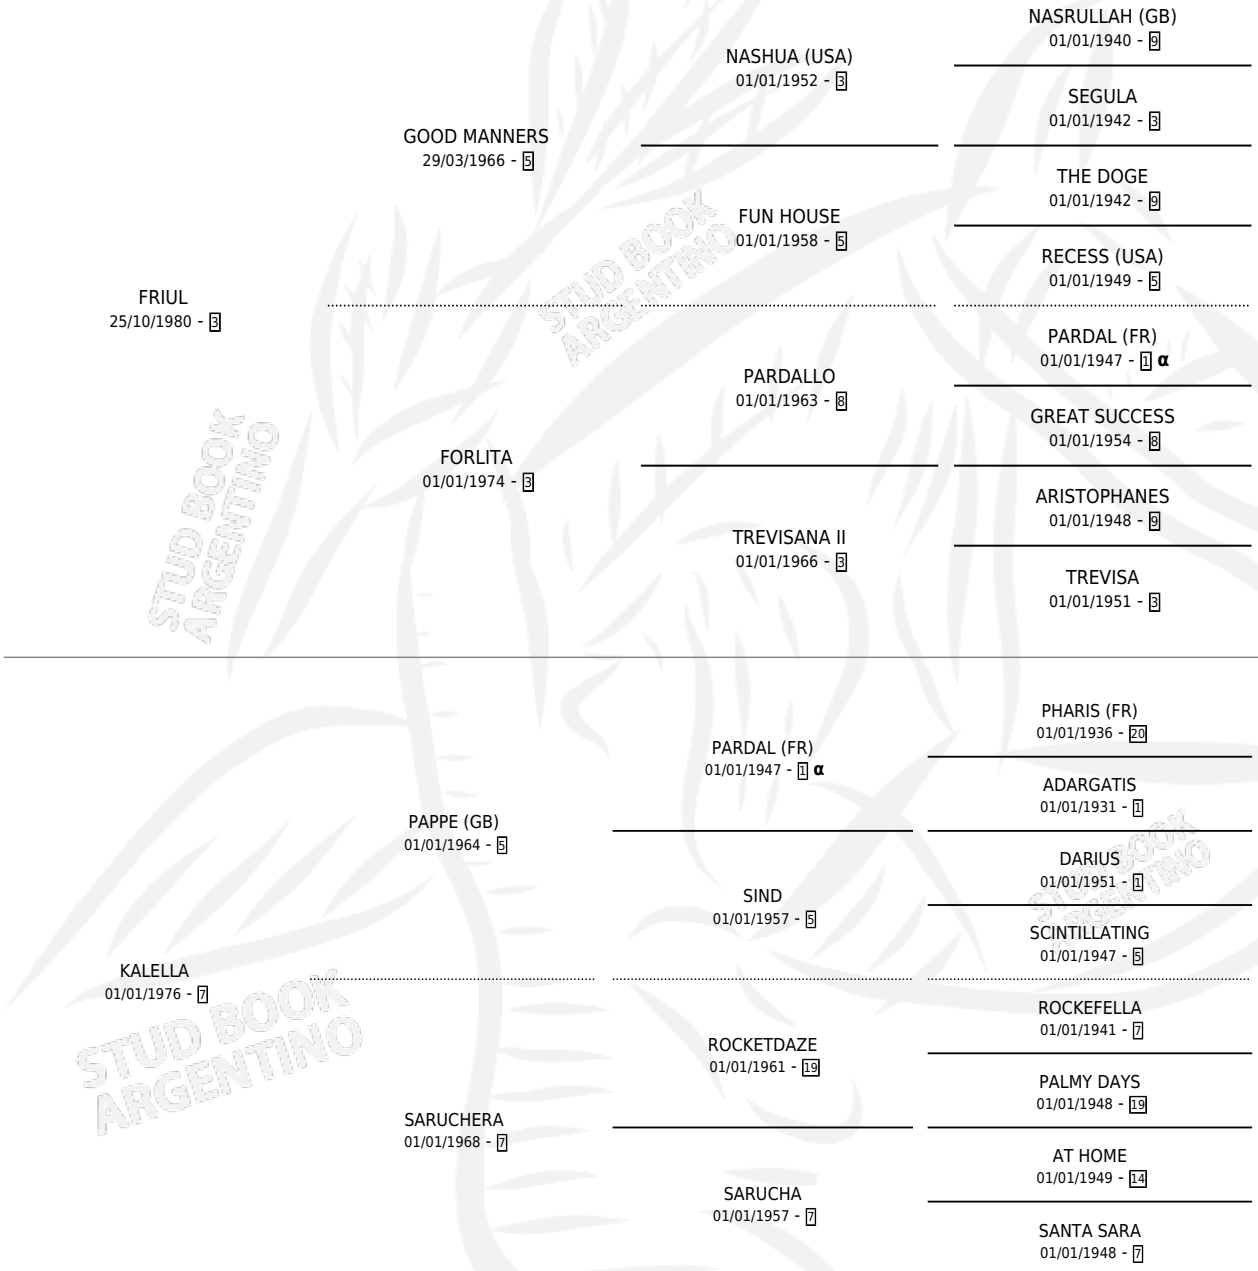 NASRULLAH (GB)
01/01/1940 - 9
NASHUA (USA)
01/01/1952 - 3
SEGULA
01/01/1942 - 3
GOOD MANNERS
29/03/1966 - 5
THE DOGE
01/01/1942 - 9
FUN HOUSE
01/01/1958 - 5
RECESS (USA)
01/01/1949 - 5
STUD BOOK
ARGENTINO
FRIUL
25/10/1980 - 3
PARDAL (FR)
01/01/1947 - 1 α
PARDALLO
01/01/1963 - 8
GREAT SUCCESS
01/01/1954 - 8
FORLITA
01/01/1974 - 3
ARISTOPHANES
01/01/1948 - 9
TREVISANA II
01/01/1966 - 3
TREVISA
01/01/1951 - 3
STUD BOOK
ARGENTINO
PHARIS (FR)
01/01/1936 - 20
PARDAL (FR)
01/01/1947 - 1 α
ADARGATIS
01/01/1931 - 1
PAPPE (GB)
01/01/1964 - 5
DARIUS
01/01/1951 - 1
SIND
01/01/1957 - 5
SCINTILLATING
01/01/1947 - 5
STUD BOOK
ARGENTINO
KALELLA
01/01/1976 - 7
ROCKEFELLA
01/01/1941 - 7
ROCKETDAZE
01/01/1961 - 19
PALMY DAYS
01/01/1948 - 19
SARUCHERA
01/01/1968 - 7
AT HOME
01/01/1949 - 14
SARUCHA
01/01/1957 - 7
SANTA SARA
01/01/1948 - 7
STUD BOOK
ARGENTINO